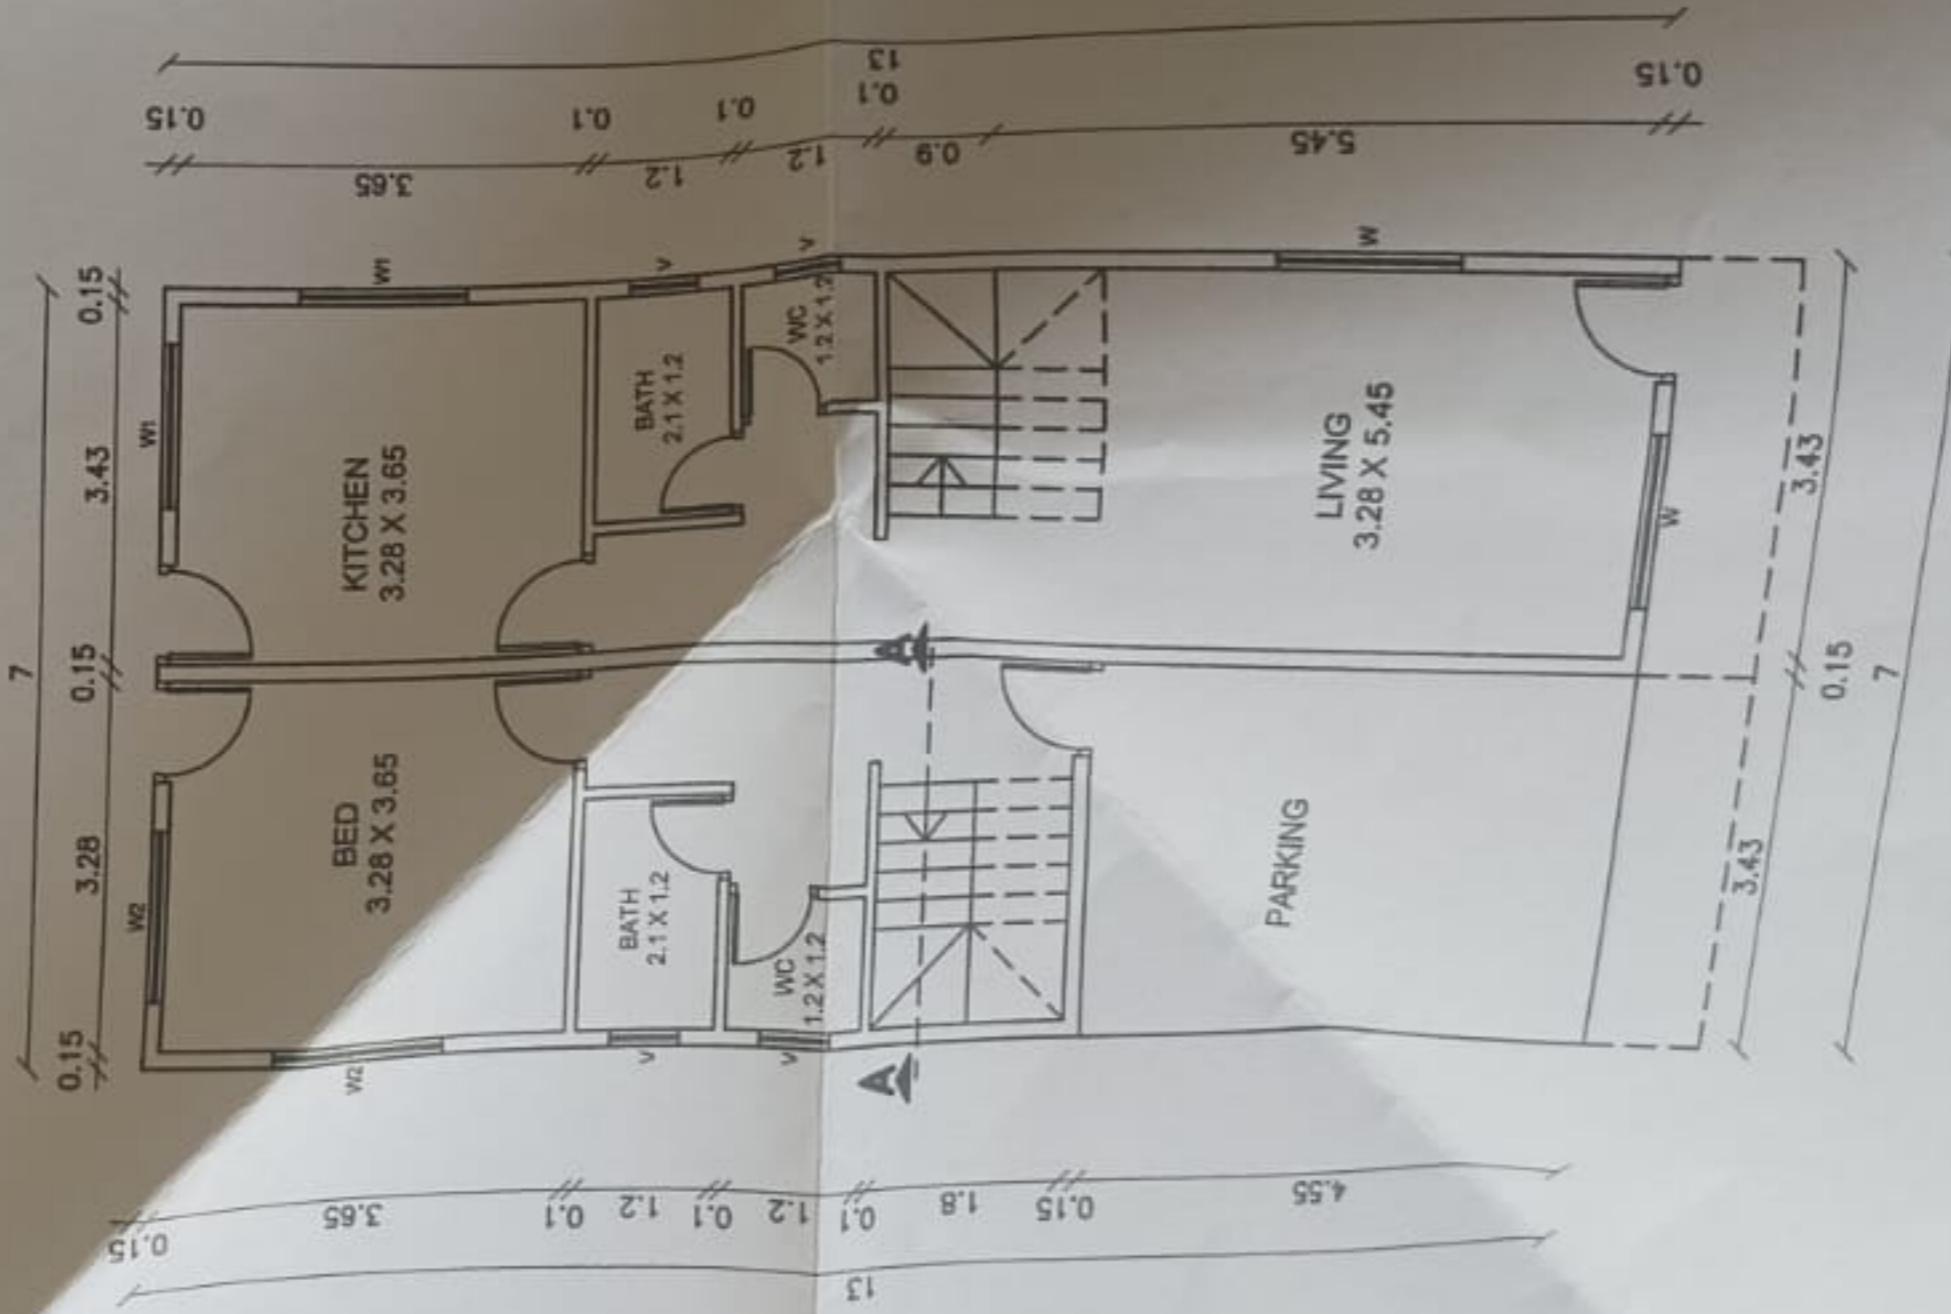 13
0.15
0.1
0.1
0.1
0.15
3.65
1.2
1.2
0.9
5.45
7
0.15
3.43
0.15
3.28
0.15
W1
W1
V
V
W
KITCHEN
3.28 X 3.65
BATH
2.1 X 1.2
WC
1.2 X 1.2
LIVING
3.28 X 5.45
W
3.43
0.15
7
3.43
A
BED
3.28 X 3.65
W2
W2
BATH
2.1 X 1.2
V
WC
1.2 X 1.2
V
PARKING
A
0.15
3.65
0.1
1.2
0.1
1.2
0.1
1.8
0.15
4.55
13